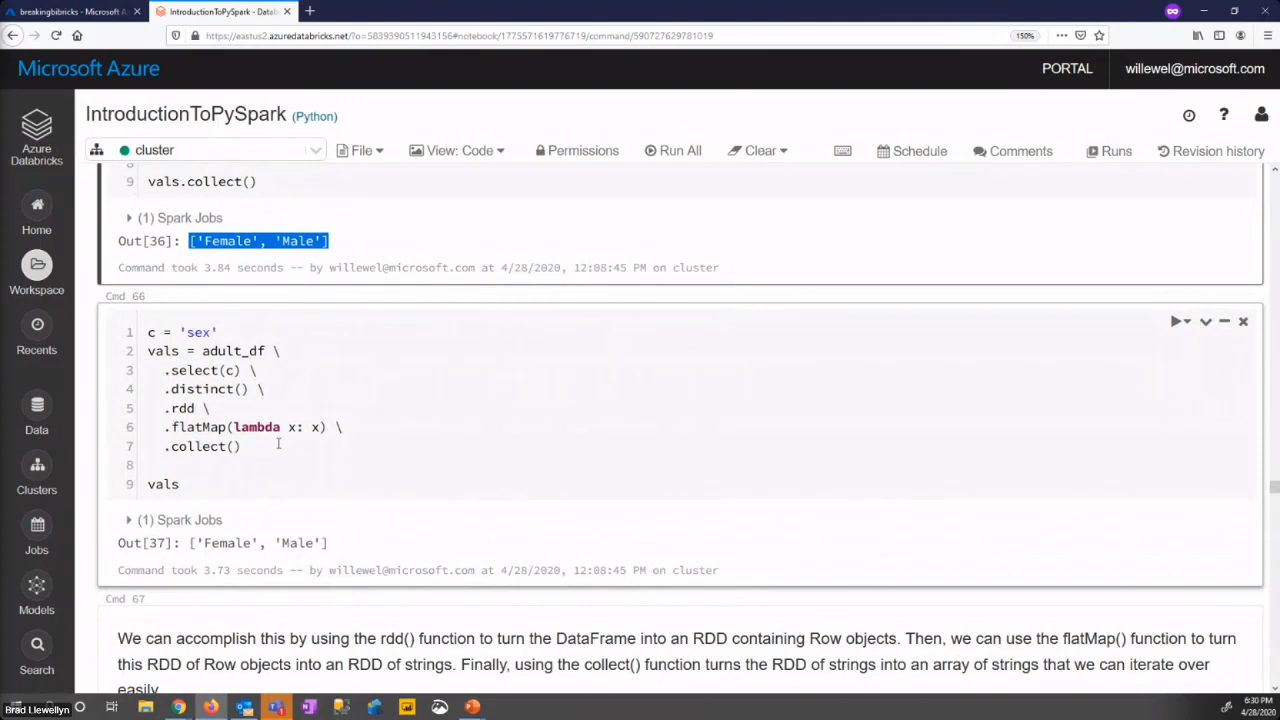 breakingbibricks - Microsoft A
IntroductionToPySpark - Datab
https://eastus2.azuredatabricks.net/?o=5839390511943156#notebook/1775571619776719/command/590727629781019
150%
Microsoft Azure
PORTAL
willewel@microsoft.com
IntroductionToPySpark (Python)
cluster
File
View: Code
Permissions
Run All
Clear
Schedule
Comments
Runs
Revision history
Azure
Databricks
Home
Workspace
Recents
Data
Clusters
Jobs
Models
Search
8
9 vals.collect()
(1) Spark Jobs
Out[36]: ['Female', 'Male']
Command took 3.84 seconds -- by willewel@microsoft.com at 4/28/2020, 12:08:45 PM on cluster
Cmd 66
1 c = 'sex'
2 vals = adult_df \
3 .select(c) \
4 .distinct() \
5 .rdd \
6 .flatMap(lambda x: x) \
7 .collect()
8
9 vals
(1) Spark Jobs
Out[37]: ['Female', 'Male']
Command took 3.73 seconds -- by willewel@microsoft.com at 4/28/2020, 12:08:45 PM on cluster
Cmd 67
We can accomplish this by using the rdd() function to turn the DataFrame into an RDD containing Row objects. Then, we can use the flatMap() function to turn
this RDD of Row objects into an RDD of strings. Finally, using the collect() function turns the RDD of strings into an array of strings that we can iterate over
easily.
Brad Llewellyn
6:30 PM
4/28/2020